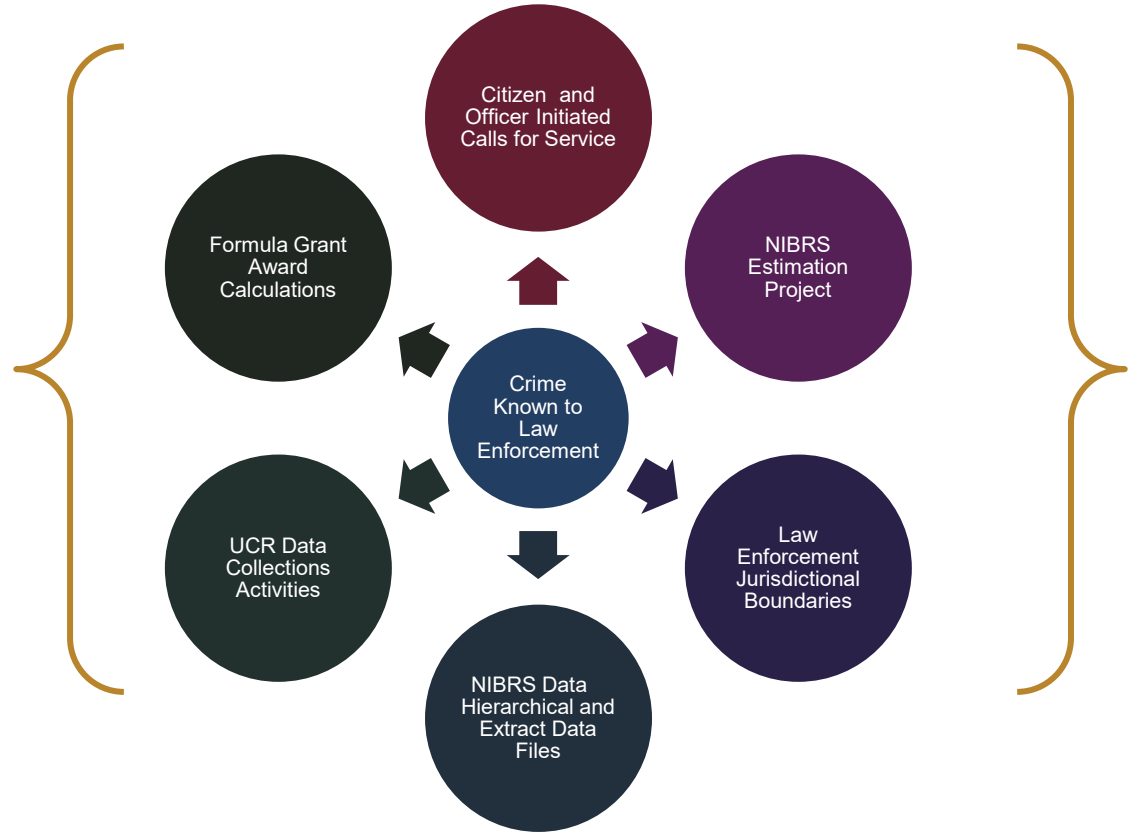 Citizen and
Officer Initiated
Calls for Service
NIBRS
Estimation
Project
Law
Enforcement
Jurisdictional
Boundaries
NIBRS Data
Hierarchical and
Extract Data
Files
UCR Data
Collections
Activities
Formula Grant
Award
Calculations
Crime
Known to
Law
Enforcement